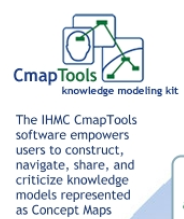 CmapTools
knowledge modeling kit
The IHMC CmapTools
software empowers
users to construct,
navigate, share, and
criticize knowledge
models represented
as Concept Maps